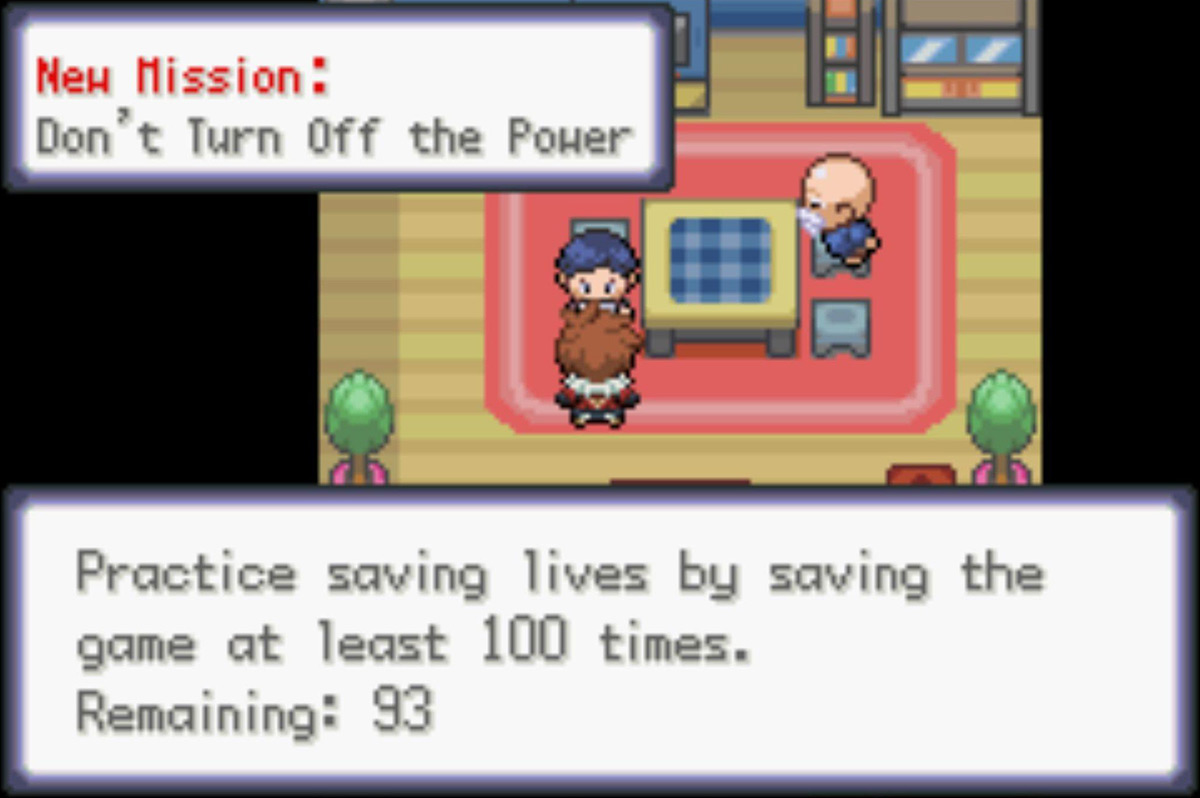 New Mission:
Don't Turn Off the Power
Practice saving lives by saving the
game at least 100 times.
Remaining: 93